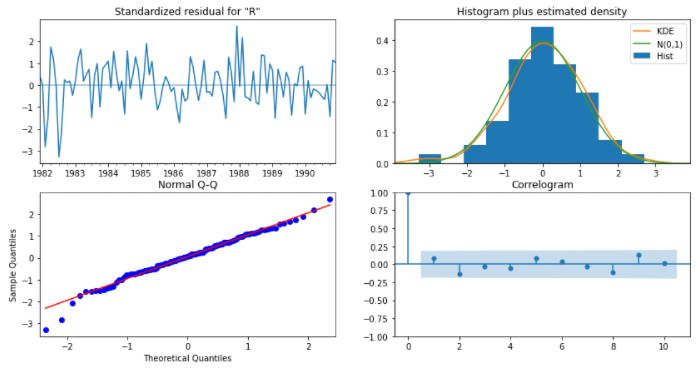 Standardized residual for "R"
2
1
0
−1
−2
−3
1982 1983 1984 1985 1986 1987 1988 1989 1990
Histogram plus estimated density
KDE
N(0,1)
Hist
0.4
0.3
0.2
0.1
0.0
−3 −2 −1 0 1 2 3
Normal Q-Q
Sample Quantiles
2
1
0
−1
−2
−3
−2 −1 0 1 2
Theoretical Quantiles
Correlogram
1.00
0.75
0.50
0.25
0.00
−0.25
−0.50
−0.75
−1.00
0 2 4 6 8 10